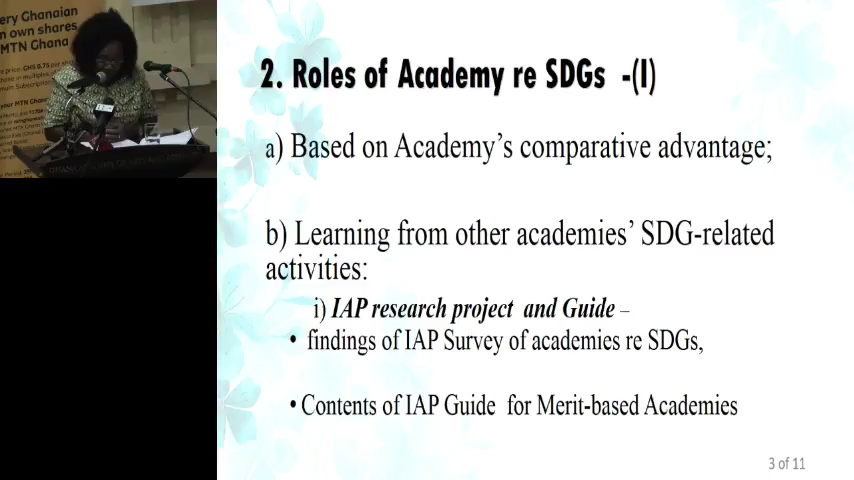 ery Ghanaian
n own shares
MTN Ghana
2. Roles of Academy re SDGs -(I)
a) Based on Academy's comparative advantage;
b) Learning from other academies' SDG-related
activities:
i) IAP research project and Guide –
• findings of IAP Survey of academies re SDGs,
• Contents of IAP Guide for Merit-based Academies
3 of 11